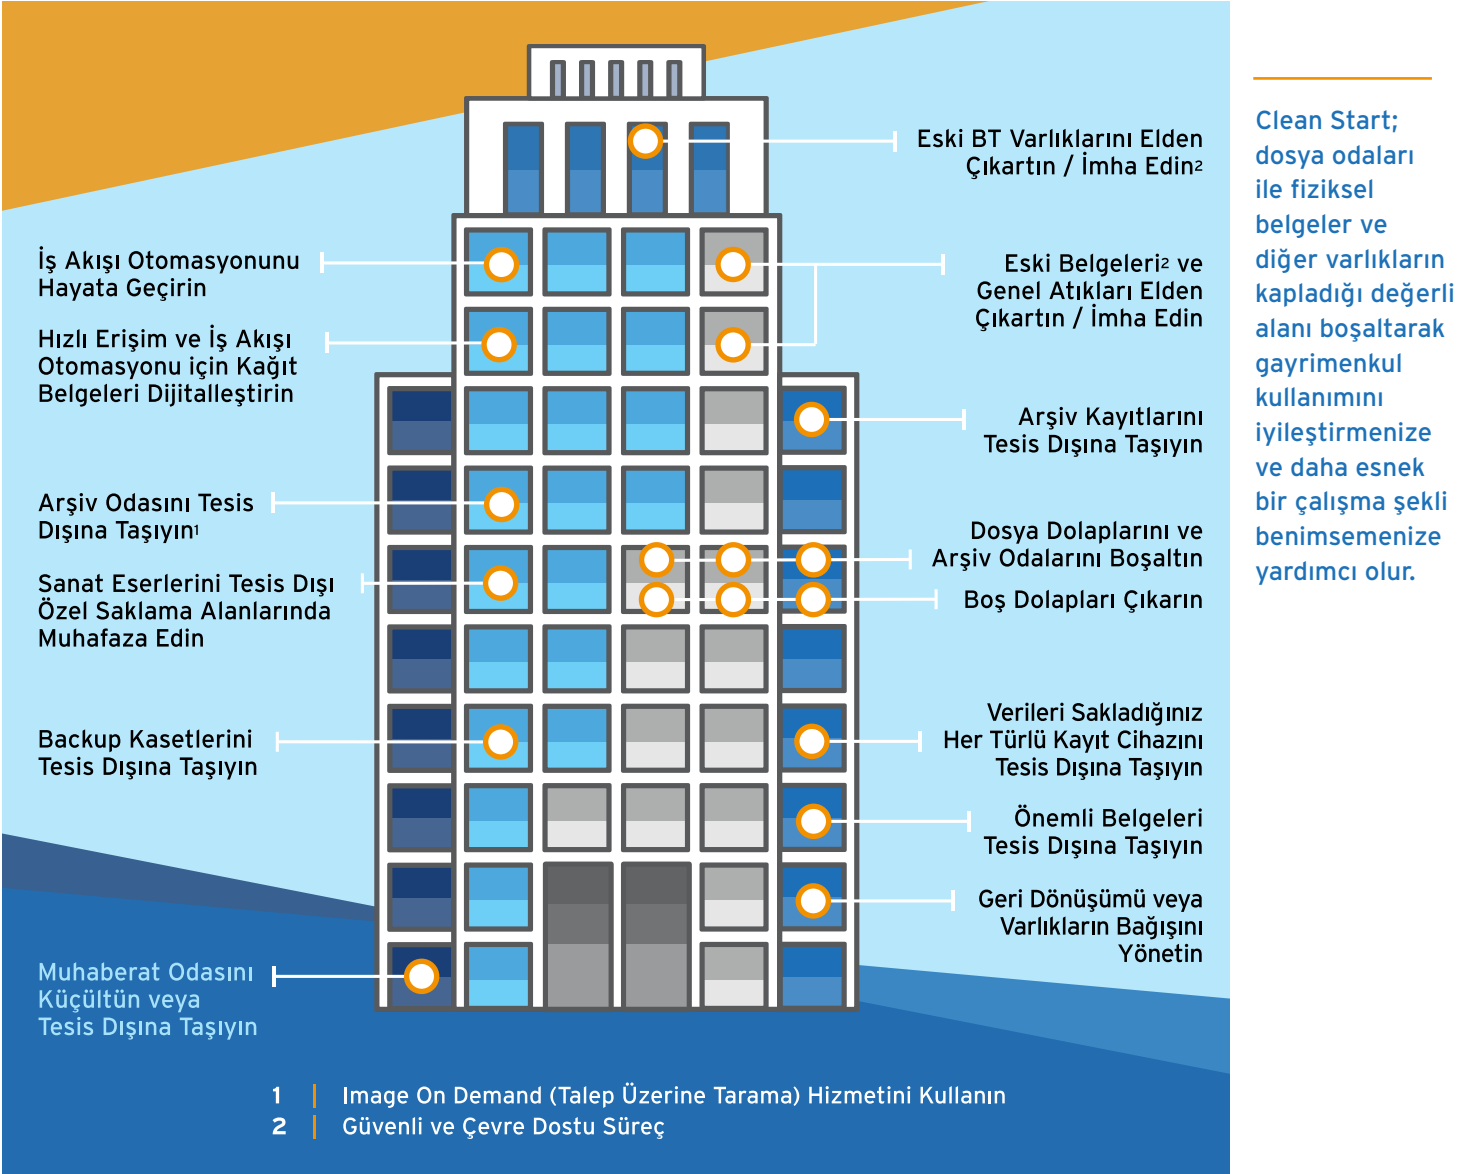 İş Akışı Otomasyonunu
Hayata Geçirin
Hızlı Erişim ve İş Akışı
Otomasyonu için Kağıt
Belgeleri Dijitalleştirin
Arşiv Odasını Tesis
Dışına Taşıyın1
Sanat Eserlerini Tesis Dışı
Özel Saklama Alanlarında
Muhafaza Edin
Backup Kasetlerini
Tesis Dışına Taşıyın
Muhaberat Odasını
Küçültün veya
Tesis Dışına Taşıyın
Eski BT Varlıklarını Elden
Çıkartın / İmha Edin2
Eski Belgeleri2 ve
Genel Atıkları Elden
Çıkartın / İmha Edin
Arşiv Kayıtlarını
Tesis Dışına Taşıyın
Dosya Dolaplarını ve
Arşiv Odalarını Boşaltın
Boş Dolapları Çıkarın
Verileri Sakladığınız
Her Türlü Kayıt Cihazını
Tesis Dışına Taşıyın
Önemli Belgeleri
Tesis Dışına Taşıyın
Geri Dönüşümü veya
Varlıkların Bağışını
Yönetin
1 | Image On Demand (Talep Üzerine Tarama) Hizmetini Kullanın
2 | Güvenli ve Çevre Dostu Süreç
Clean Start;
dosya odaları
ile fiziksel
belgeler ve
diğer varlıkların
kapladığı değerli
alanı boşaltarak
gayrimenkul
kullanımını
iyileştirmenize
ve daha esnek
bir çalışma şekli
benimsemenize
yardımcı olur.